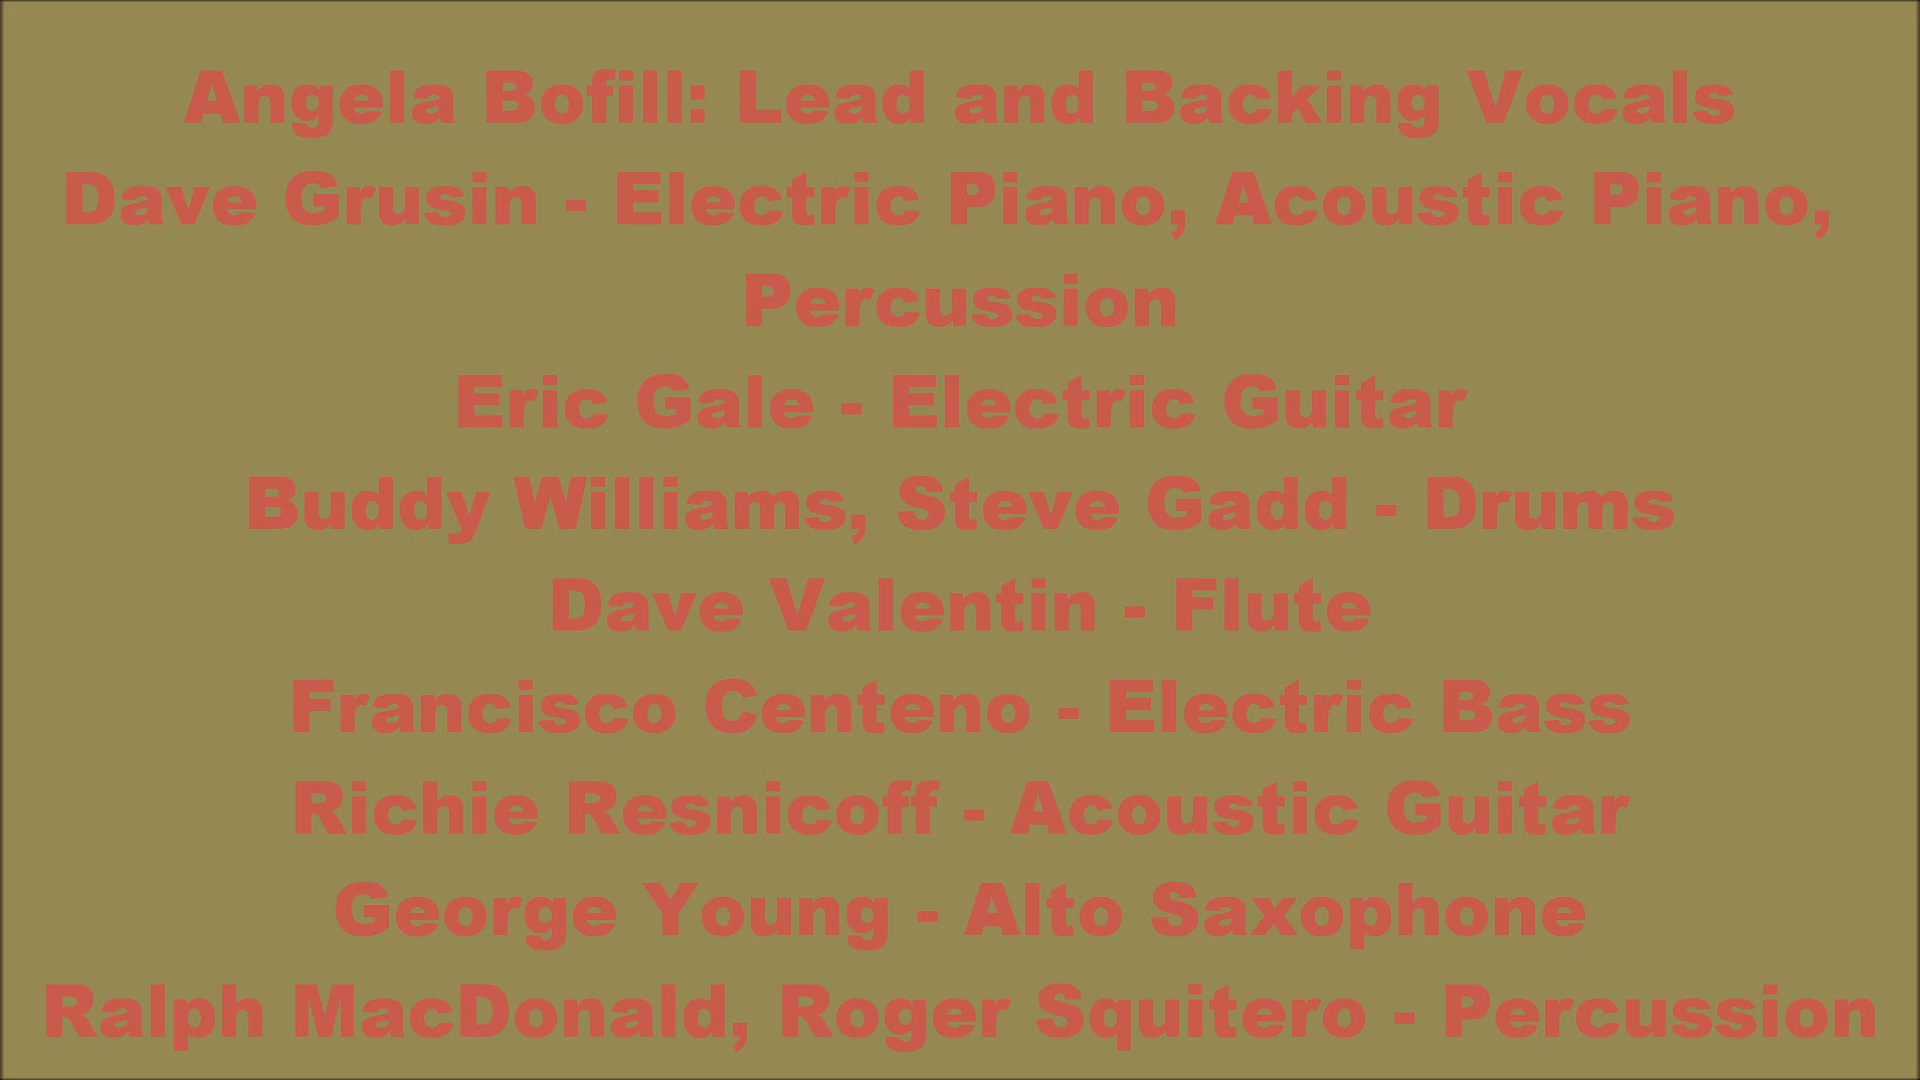 Angela Bofill: Lead and Backing Vocals
Dave Grusin - Electric Piano, Acoustic Piano,
Percussion
Eric Gale - Electric Guitar
Buddy Williams, Steve Gadd - Drums
Dave Valentin - Flute
Francisco Centeno - Electric Bass
Richie Resnicoff - Acoustic Guitar
George Young - Alto Saxophone
Ralph MacDonald, Roger Squitero - Percussion